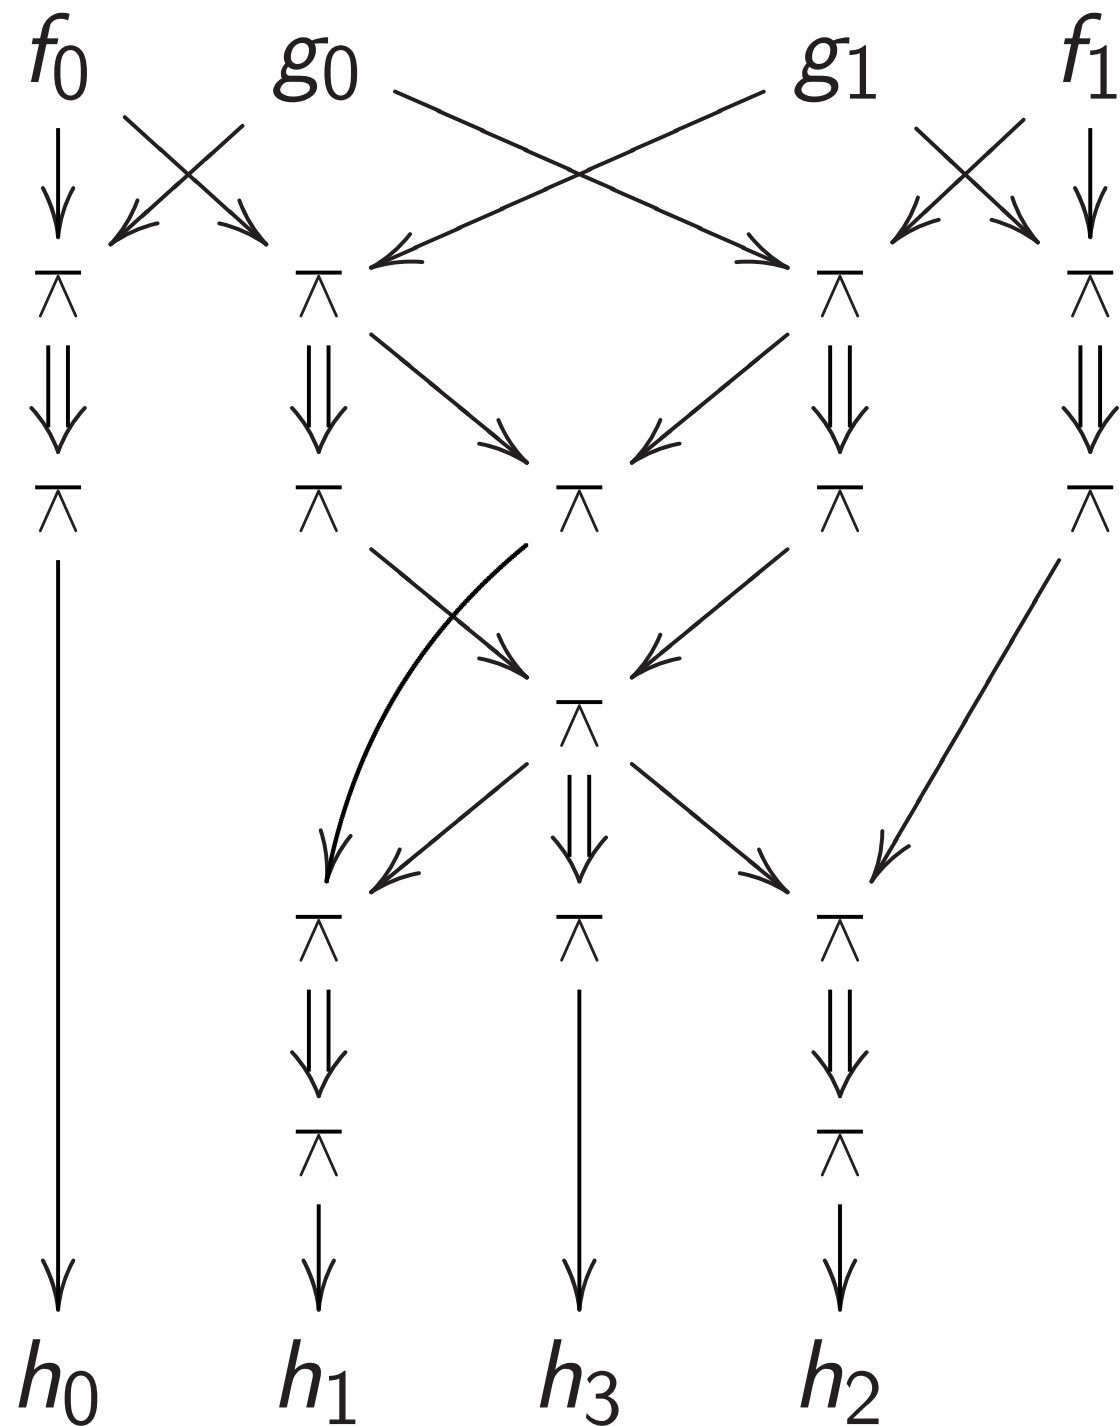 f₀ g₀ g₁ f₁
⊼ ⊼ ⊼ ⊼
⊼ ⊼ ⊼ ⊼ ⊼
⊼
⊼ ⊼ ⊼
⊼ ⊼
h₀ h₁ h₃ h₂